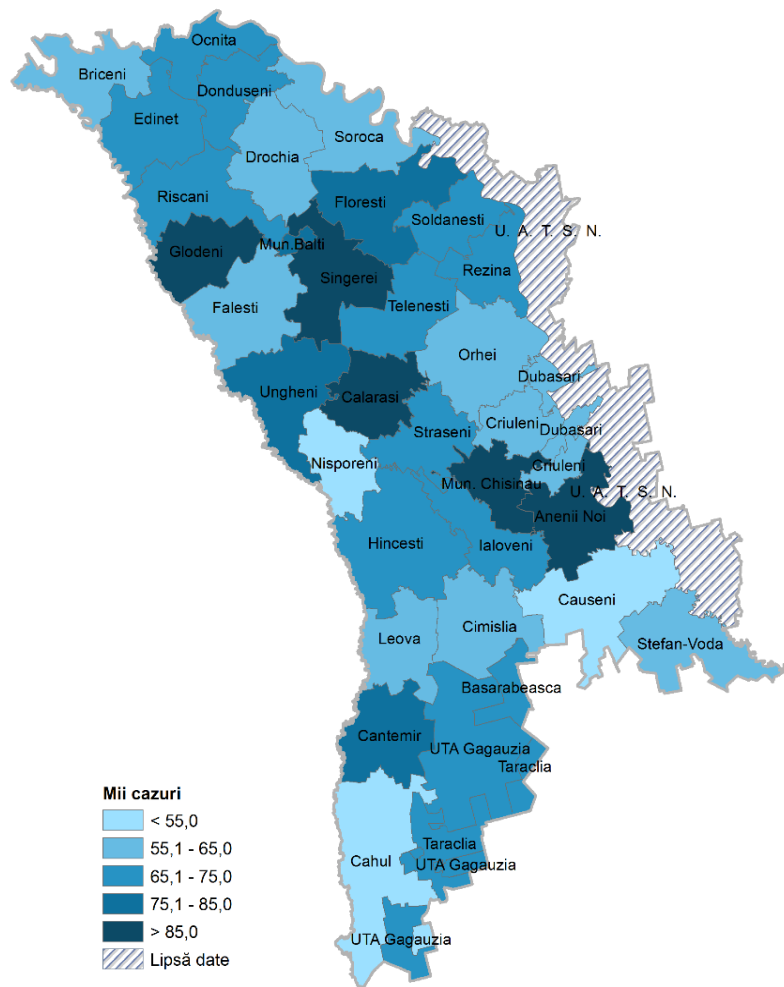 Ocnita
Briceni
Donduseni
Edinet
Soroca
Drochia
Riscani
Floresti
Soldanesti
U. A. T. S. N.
Glodeni
Mun.Balti
Singerei
Rezina
Falesti
Telenesti
Orhei
Dubasari
Ungheni
Calarasi
Criuleni
Dubasari
Straseni
Nisporeni
Criuleni
Mun. Chisinau
U. A. T. S. N.
Anenii Noi
Hincesti
Ialoveni
Causeni
Cimislia
Leova
Stefan-Voda
Basarabeasca
Cantemir
UTA Gagauzia
Taraclia
Mii cazuri
< 55,0
55,1 - 65,0
65,1 - 75,0
75,1 - 85,0
> 85,0
Lipsă date
Taraclia
Cahul
UTA Gagauzia
UTA Gagauzia